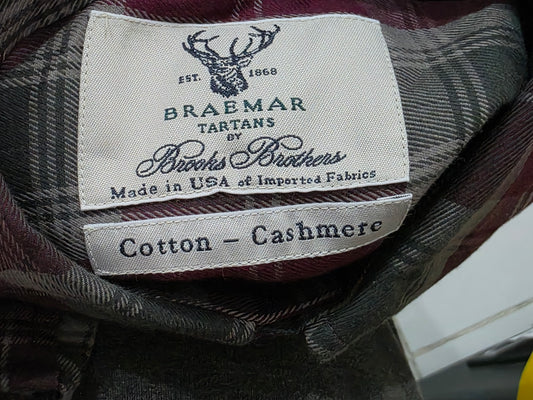 EST. 1868
BRAEMAR
TARTANS
BY
Brooks Brothers
Made in USA of Imported Fabrics
Cotton – Cashmere